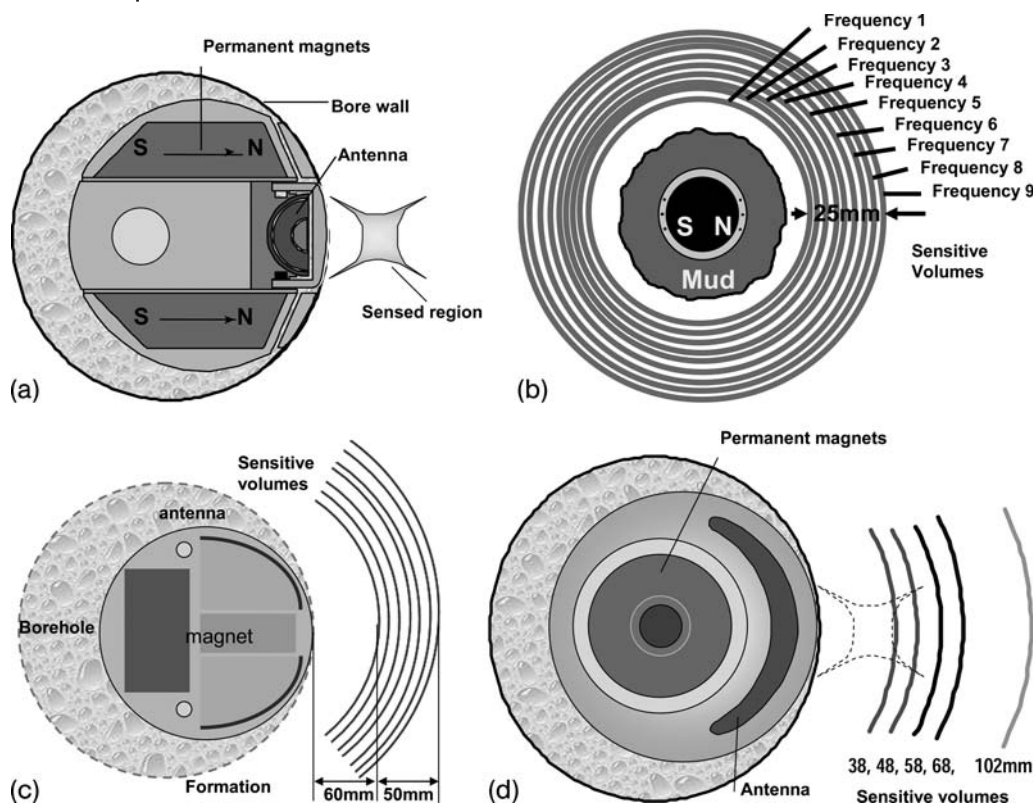 Permanent magnets
Bore wall
S N
Antenna
S N
Sensed region
(a)
Frequency 1
Frequency 2
Frequency 3
Frequency 4
Frequency 5
Frequency 6
Frequency 7
Frequency 8
Frequency 9
25mm
S N
Mud
Sensitive
Volumes
(b)
Sensitive
volumes
antenna
Borehole
magnet
Formation
60mm
50mm
(c)
Permanent magnets
Antenna
38, 48, 58, 68, 102mm
Sensitive volumes
(d)